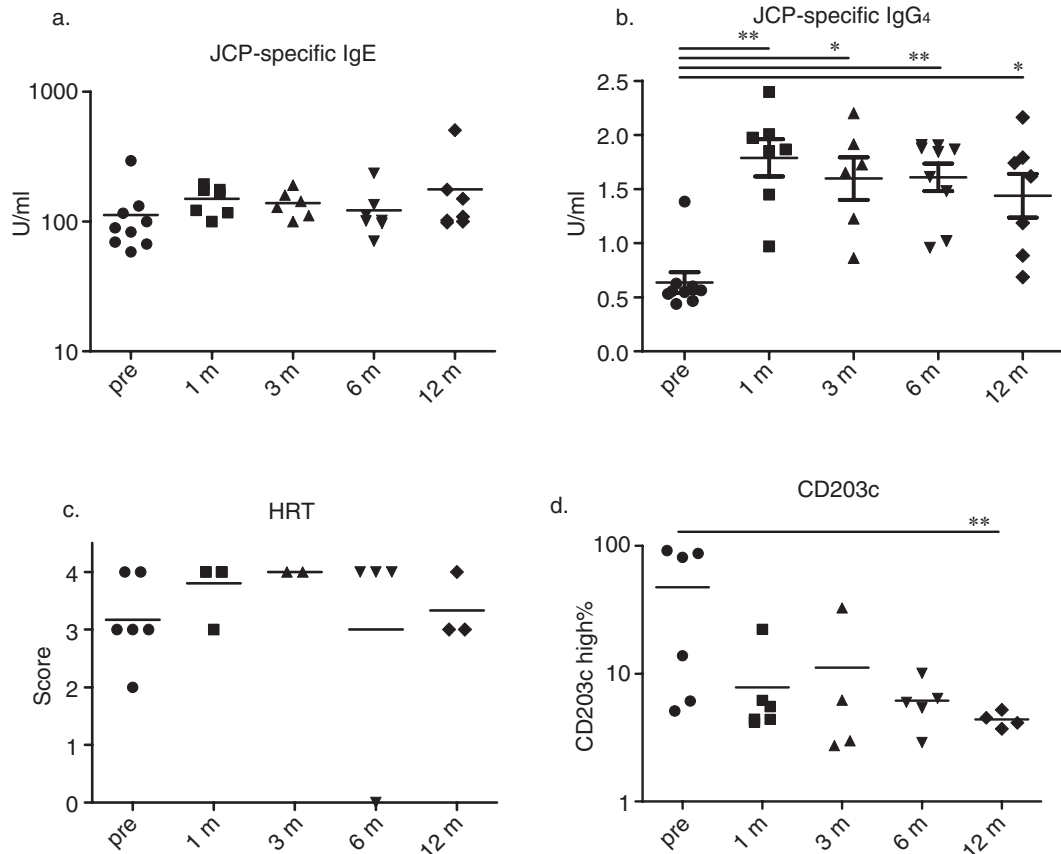 a.
JCP-specific IgE
1000
100
10
U/ml
pre
1 m
3 m
6 m
12 m
b.
JCP-specific IgG4
**
*
**
*
2.5
2.0
1.5
1.0
0.5
0.0
U/ml
pre
1 m
3 m
6 m
12 m
c.
HRT
4
3
2
1
0
Score
pre
1 m
3 m
6 m
12 m
d.
CD203c
**
100
10
1
CD203c high%
pre
1 m
3 m
6 m
12 m